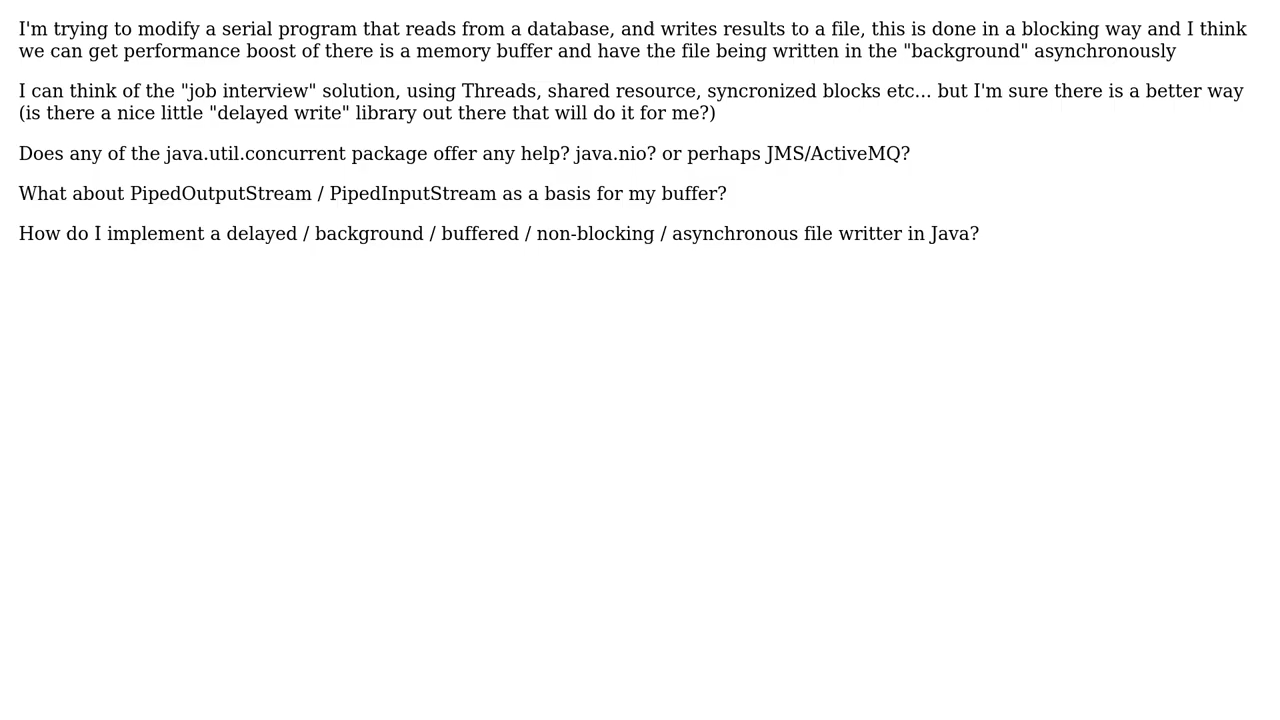 I'm trying to modify a serial program that reads from a database, and writes results to a file, this is done in a blocking way and I think
we can get performance boost of there is a memory buffer and have the file being written in the "background" asynchronously
I can think of the "job interview" solution, using Threads, shared resource, syncronized blocks etc... but I'm sure there is a better way
(is there a nice little "delayed write" library out there that will do it for me?)
Does any of the java.util.concurrent package offer any help? java.nio? or perhaps JMS/ActiveMQ?
What about PipedOutputStream / PipedInputStream as a basis for my buffer?
How do I implement a delayed / background / buffered / non-blocking / asynchronous file writter in Java?